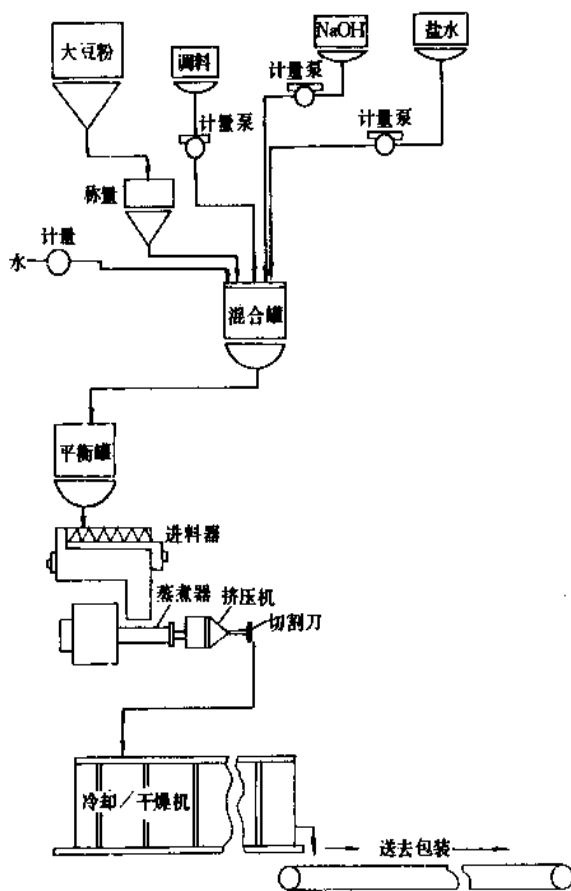 大豆粉
调料
NaOH
盐水
计量泵
计量泵
计量泵
称量
计量
水
混合罐
平衡罐
进料器
蒸煮器
挤压机
切割刀
冷却/干燥机
送去包装